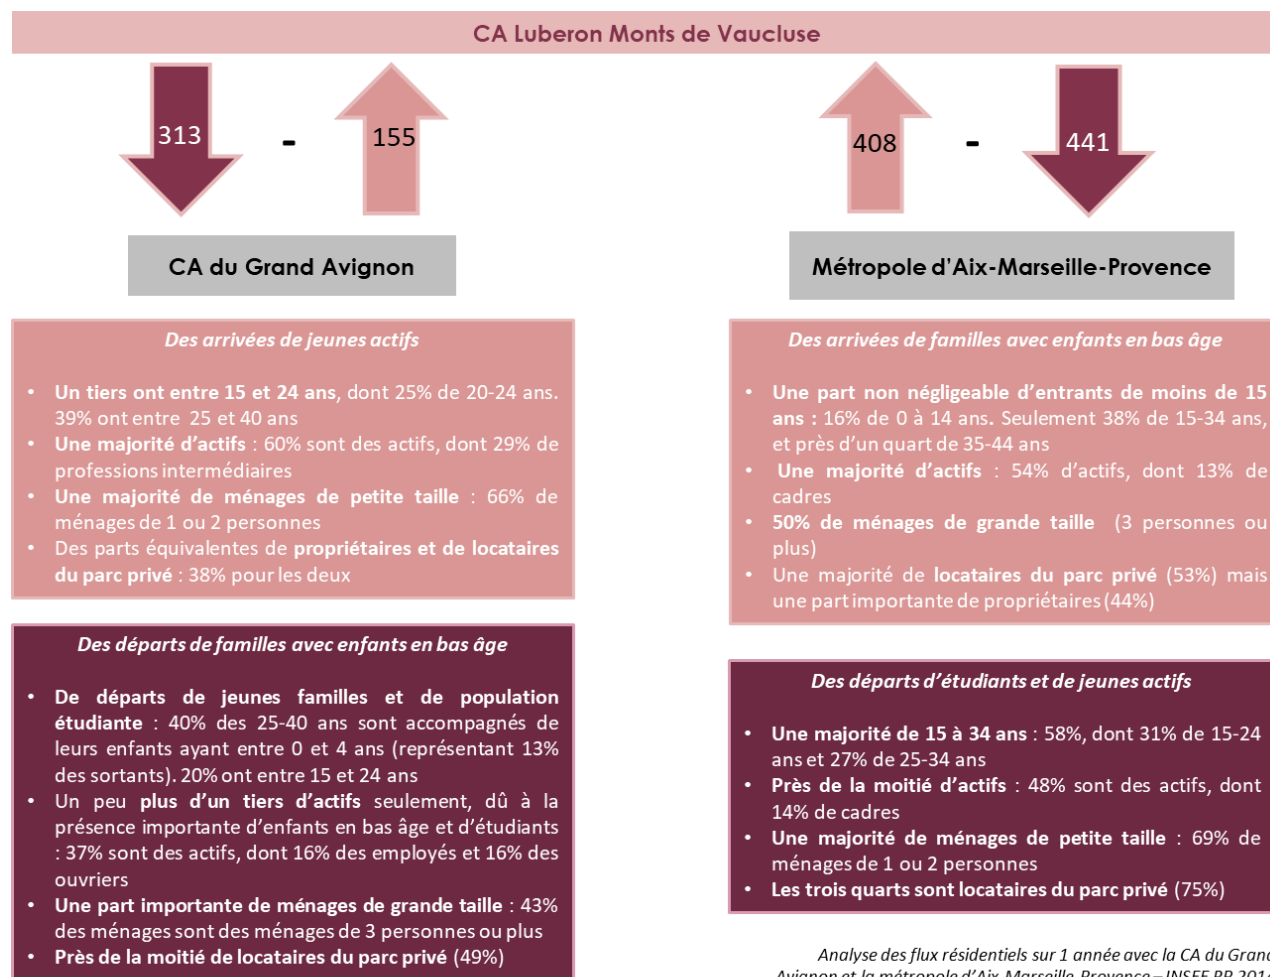 CA Luberon Monts de Vaucluse
313
-
155
408
-
441
CA du Grand Avignon
Métropole d'Aix-Marseille-Provence
Des arrivées de jeunes actifs
• Un tiers ont entre 15 et 24 ans, dont 25% de 20-24 ans.
39% ont entre 25 et 40 ans
• Une majorité d'actifs : 60% sont des actifs, dont 29% de
professions intermédiaires
• Une majorité de ménages de petite taille : 66% de
ménages de 1 ou 2 personnes
• Des parts équivalentes de propriétaires et de locataires
du parc privé : 38% pour les deux
Des départs de familles avec enfants en bas âge
• De départs de jeunes familles et de population
étudiante : 40% des 25-40 ans sont accompagnés de
leurs enfants ayant entre 0 et 4 ans (représentant 13%
des sortants). 20% ont entre 15 et 24 ans
• Un peu plus d'un tiers d'actifs seulement, dû à la
présence importante d'enfants en bas âge et d'étudiants
: 37% sont des actifs, dont 16% des employés et 16% des
ouvriers
• Une part importante de ménages de grande taille : 43%
des ménages sont des ménages de 3 personnes ou plus
• Près de la moitié de locataires du parc privé (49%)
Des arrivées de familles avec enfants en bas âge
• Une part non négligeable d'entrants de moins de 15
ans : 16% de 0 à 14 ans. Seulement 38% de 15-34 ans,
et près d'un quart de 35-44 ans
• Une majorité d'actifs : 54% d'actifs, dont 13% de
cadres
• 50% de ménages de grande taille (3 personnes ou
plus)
• Une majorité de locataires du parc privé (53%) mais
une part importante de propriétaires (44%)
Des départs d'étudiants et de jeunes actifs
• Une majorité de 15 à 34 ans : 58%, dont 31% de 15-24
ans et 27% de 25-34 ans
• Près de la moitié d'actifs : 48% sont des actifs, dont
14% de cadres
• Une majorité de ménages de petite taille : 69% de
ménages de 1 ou 2 personnes
• Les trois quarts sont locataires du parc privé (75%)
Analyse des flux résidentiels sur 1 année avec la CA du Grand
Avignon et la métropole d'Aix-Marseille-Provence – INSEE RP